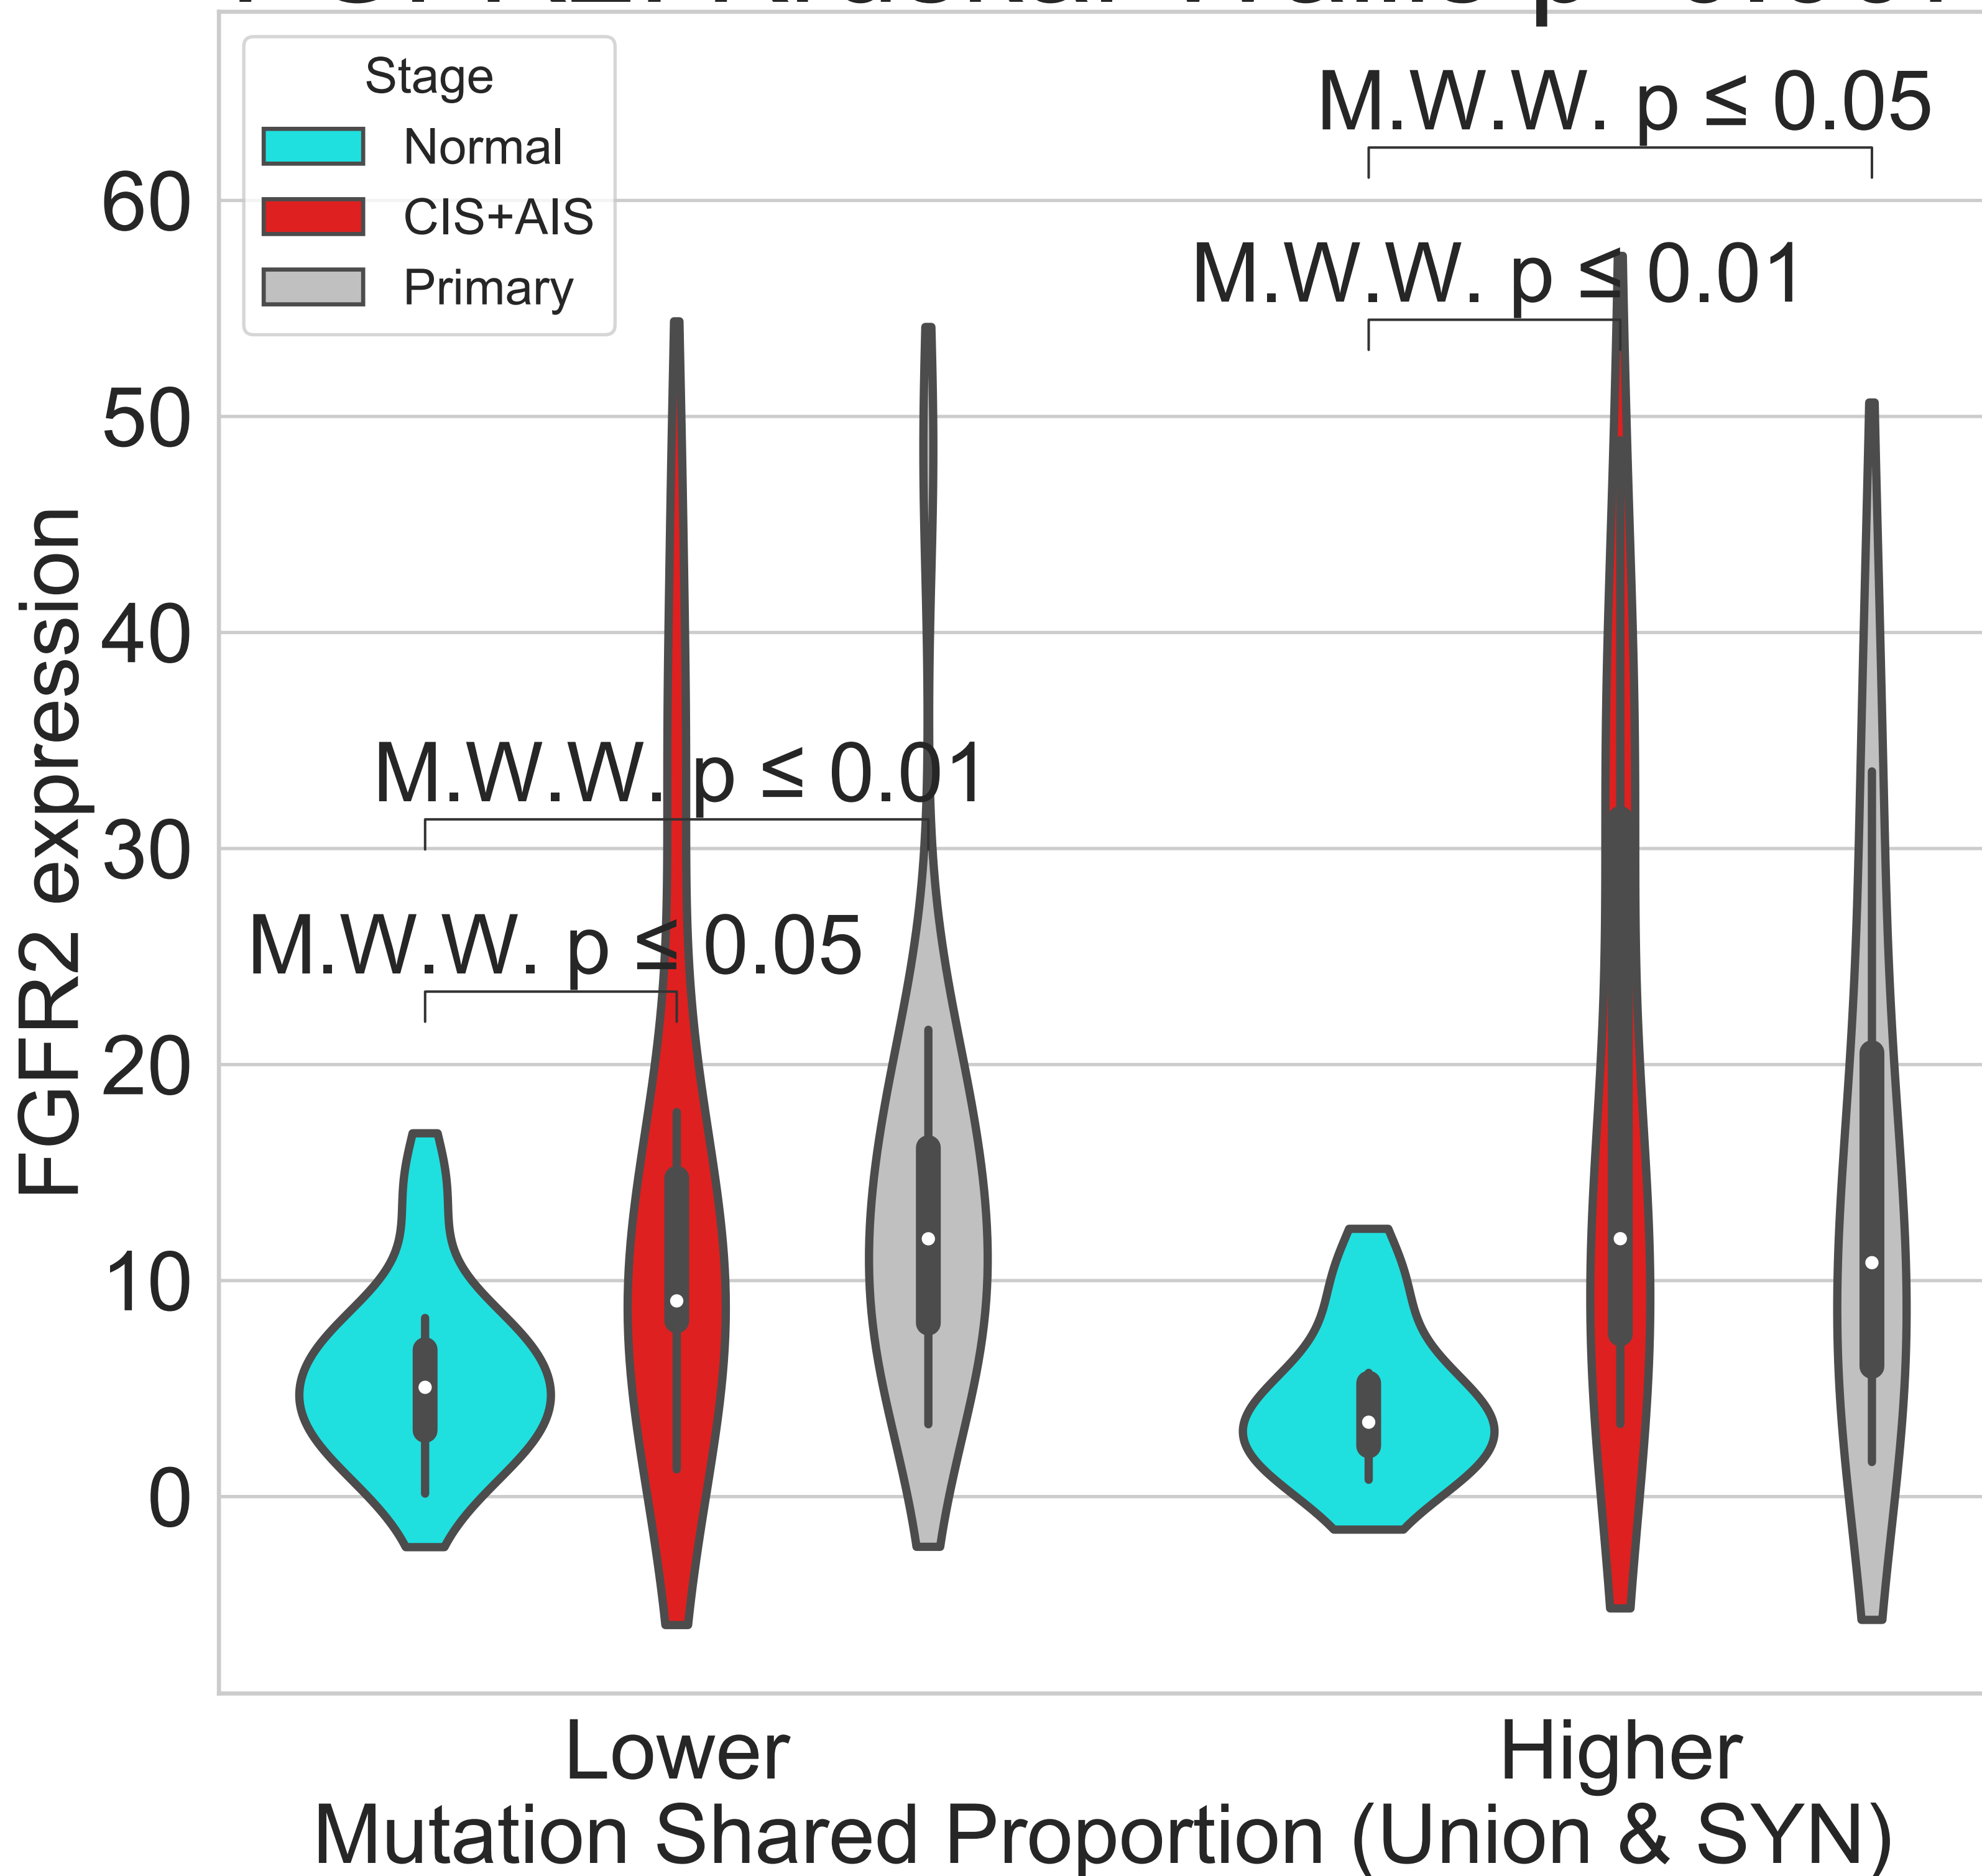 Stage
Normal
CIS+AIS
Primary
M.W.W. p ≤ 0.05
M.W.W. p ≤ 0.01
M.W.W. p ≤ 0.01
M.W.W. p ≤ 0.05
60
50
40
30
20
10
0
FGFR2 expression
Lower
Higher
Mutation Shared Proportion (Union & SYN)